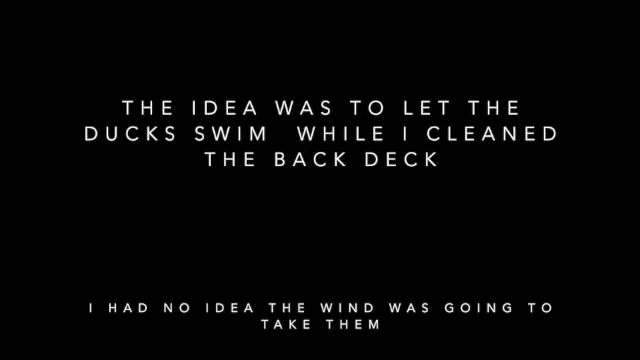 THE IDEA WAS TO LET THE
DUCKS SWIM WHILE I CLEANED
THE BACK DECK
I HAD NO IDEA THE WIND WAS GOING TO
TAKE THEM